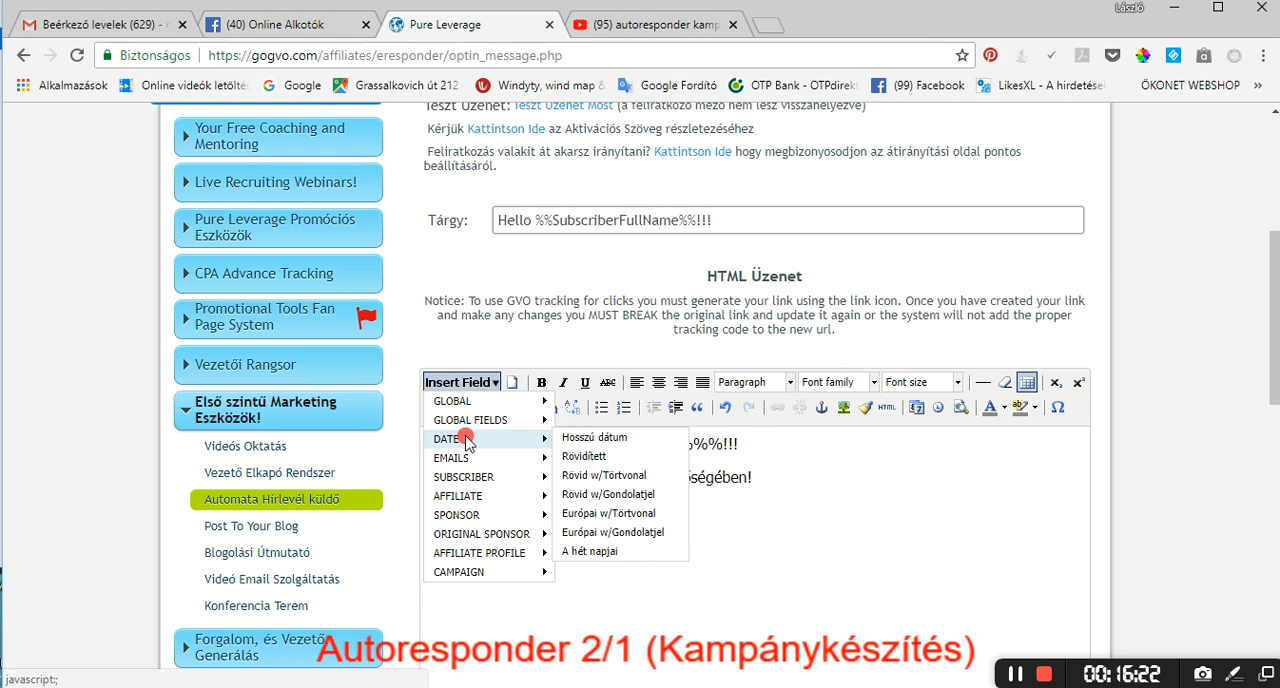 László
Beérkező levelek (629) -
(40) Online Alkotók
Pure Leverage
(95) autoresponder kamp
Biztonságos
https://gogvo.com/affiliates/eresponder/optin_message.php
Alkalmazások
Online videók letölté
Google
Grassalkovich út 212
Windyty, wind map &
Google Fordító
OTP Bank - OTPdirekt
(99) Facebook
LikesXL - A hirdetése
ÖKONET WEBSHOP
»
Your Free Coaching and
Mentoring
Live Recruiting Webinars!
Pure Leverage Promóciós
Eszközök
CPA Advance Tracking
Promotional Tools Fan
Page System
Vezetői Rangsor
Első szintű Marketing
Eszközök!
Videós Oktatás
Vezető Elkapó Rendszer
Automata Hírlevél küldő
Post To Your Blog
Blogolási Útmutató
Videó Email Szolgáltatás
Konferencia Terem
Forgalom, és Vezető
Generálás
Teszt Üzenet: Teszt Üzenet Most (a feliratkozó mező nem lesz visszahelyezve)
Kérjük Kattintson Ide az Aktivációs Szöveg részletezéséhez
Feliratkozás valakit át akarsz irányítani? Kattintson Ide hogy megbizonyosodjon az átirányítási oldal pontos
beállításáról.
Tárgy:
Hello %%SubscriberFullName%%!!!
HTML Üzenet
Notice: To use GVO tracking for clicks you must generate your link using the link icon. Once you have created your link
and make any changes you MUST BREAK the original link and update it again or the system will not add the proper
tracking code to the new url.
Insert Field
B I U ABC
Paragraph
Font family
Font size
X₂ X²
HTML
A
ab
Ω
GLOBAL
GLOBAL FIELDS
DATE
EMAILS
SUBSCRIBER
AFFILIATE
SPONSOR
ORIGINAL SPONSOR
AFFILIATE PROFILE
CAMPAIGN
Hosszú dátum
Rövidített
Rövid w/Törtvonal
Rövid w/Gondolatjel
Európai w/Törtvonal
Európai w/Gondolatjel
A hét napjai
%%!!!
őségében!
Autoresponder 2/1 (Kampánykészítés)
javascript:;
00:16:22